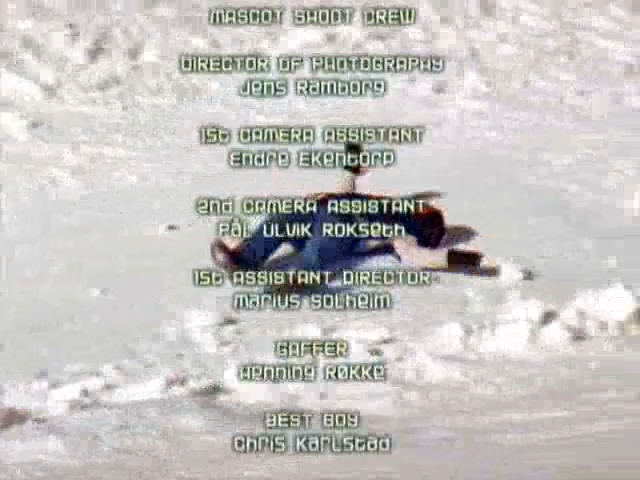 MASCOT SHOOT CREW
DIRECTOR OF PHOTOGRAPHY
Jens Ramborg
1st CAMERA ASSISTANT
Endre Ekentorp
2nd CAMERA ASSISTANT
Pål Ulvik Rokseth
1st ASSISTANT DIRECTOR
Marius Solheim
GAFFER
Henning Røkke
BEST BOY
Chris Karlstad